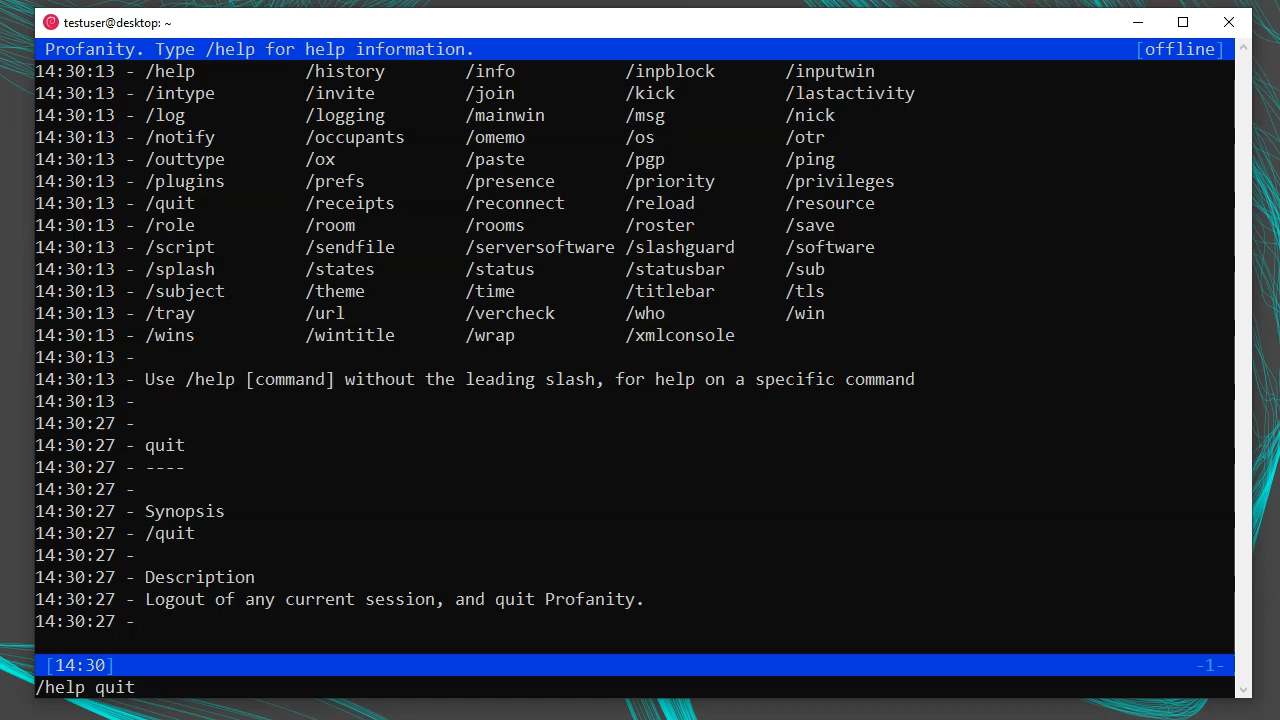 testuser@desktop: ~
Profanity. Type /help for help information. [offline]
14:30:13 - /help /history /info /inpblock /inputwin
14:30:13 - /intype /invite /join /kick /lastactivity
14:30:13 - /log /logging /mainwin /msg /nick
14:30:13 - /notify /occupants /omemo /os /otr
14:30:13 - /outtype /ox /paste /pgp /ping
14:30:13 - /plugins /prefs /presence /priority /privileges
14:30:13 - /quit /receipts /reconnect /reload /resource
14:30:13 - /role /room /rooms /roster /save
14:30:13 - /script /sendfile /serversoftware /slashguard /software
14:30:13 - /splash /states /status /statusbar /sub
14:30:13 - /subject /theme /time /titlebar /tls
14:30:13 - /tray /url /vercheck /who /win
14:30:13 - /wins /wintitle /wrap /xmlconsole
14:30:13 -
14:30:13 - Use /help [command] without the leading slash, for help on a specific command
14:30:13 -
14:30:27 -
14:30:27 - quit
14:30:27 - ----
14:30:27 -
14:30:27 - Synopsis
14:30:27 - /quit
14:30:27 -
14:30:27 - Description
14:30:27 - Logout of any current session, and quit Profanity.
14:30:27 -
[14:30] -1-
/help quit